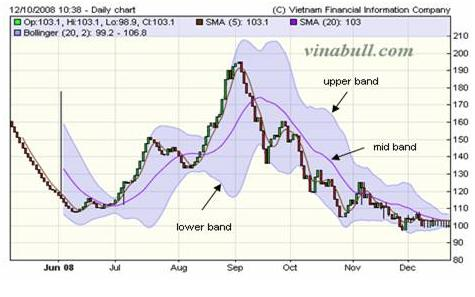 12/10/2008 10:38 - Daily chart (C) Vietnam Financial Information Company
Op:103.1, Hi:103.1, Lo:98.9, Cl:103.1 SMA (5): 103.1 SMA (20): 103
Bollinger (20, 2): 99.2 - 106.8
vinabull.com
upper band
mid band
lower band
210
200
190
180
170
160
150
140
130
120
110
100
90
80
Jun 08 Jul Aug Sep Oct Nov Dec